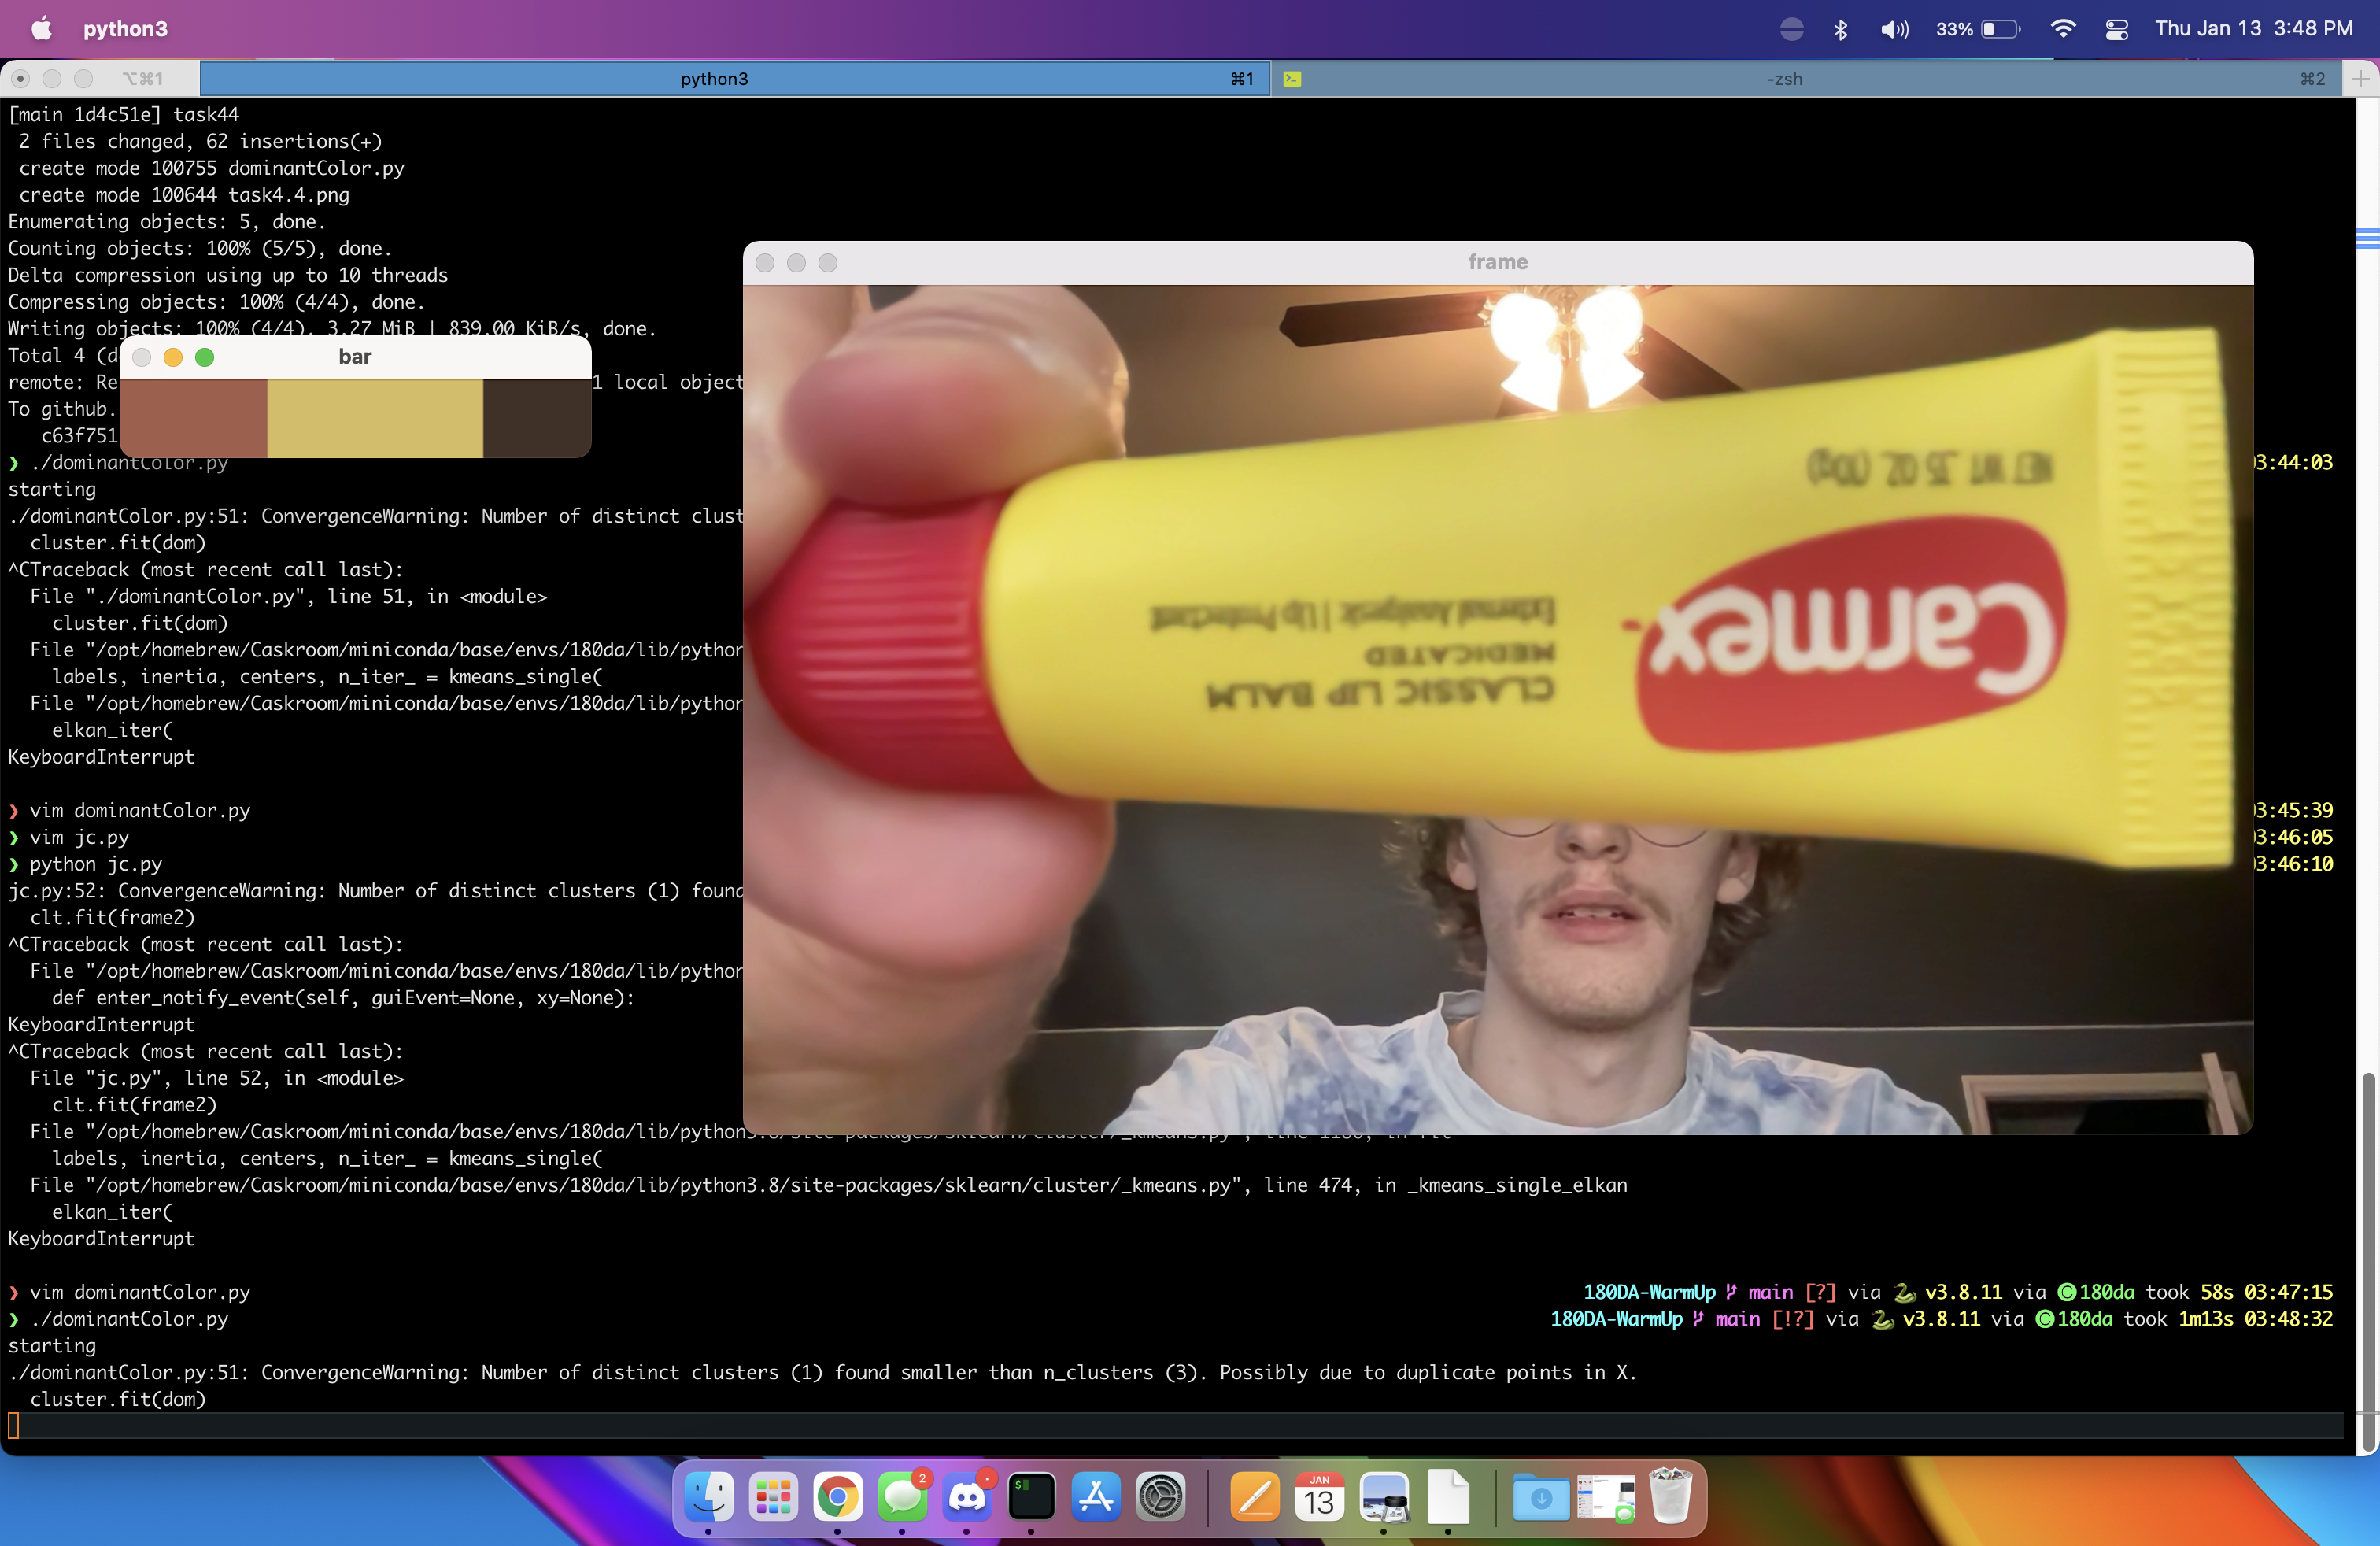 python3
33%
Thu Jan 13 3:48 PM
⌥⌘1
python3
⌘1
-zsh
⌘2
[main 1d4c51e] task44
2 files changed, 62 insertions(+)
create mode 100755 dominantColor.py
create mode 100644 task4.4.png
Enumerating objects: 5, done.
Counting objects: 100% (5/5), done.
Delta compression using up to 10 threads
Compressing objects: 100% (4/4), done.
Writing objects: 100% (4/4), 3.27 MiB | 839.00 KiB/s, done.
Total 4 (d
remote: Re
1 local object
To github.
c63f751
bar
❯ ./dominantColor.py
03:44:03
starting
./dominantColor.py:51: ConvergenceWarning: Number of distinct clust
cluster.fit(dom)
^CTraceback (most recent call last):
File "./dominantColor.py", line 51, in <module>
cluster.fit(dom)
File "/opt/homebrew/Caskroom/miniconda/base/envs/180da/lib/python
labels, inertia, centers, n_iter_ = kmeans_single(
File "/opt/homebrew/Caskroom/miniconda/base/envs/180da/lib/python
elkan_iter(
KeyboardInterrupt
❯ vim dominantColor.py
03:45:39
❯ vim jc.py
03:46:05
❯ python jc.py
03:46:10
jc.py:52: ConvergenceWarning: Number of distinct clusters (1) found
clt.fit(frame2)
^CTraceback (most recent call last):
File "/opt/homebrew/Caskroom/miniconda/base/envs/180da/lib/python
def enter_notify_event(self, guiEvent=None, xy=None):
KeyboardInterrupt
^CTraceback (most recent call last):
File "jc.py", line 52, in <module>
clt.fit(frame2)
File "/opt/homebrew/Caskroom/miniconda/base/envs/180da/lib/python3.8/site-packages/sklearn/cluster/_kmeans.py", line
labels, inertia, centers, n_iter_ = kmeans_single(
File "/opt/homebrew/Caskroom/miniconda/base/envs/180da/lib/python3.8/site-packages/sklearn/cluster/_kmeans.py", line 474, in _kmeans_single_elkan
elkan_iter(
KeyboardInterrupt
❯ vim dominantColor.py
180DA-WarmUp main [?] via 🐍 v3.8.11 via 180da took 58s 03:47:15
❯ ./dominantColor.py
180DA-WarmUp main [!?] via 🐍 v3.8.11 via 180da took 1m13s 03:48:32
starting
./dominantColor.py:51: ConvergenceWarning: Number of distinct clusters (1) found smaller than n_clusters (3). Possibly due to duplicate points in X.
cluster.fit(dom)
frame
NET WT .35 OZ (10g)
Carmex
CLASSIC LIP BALM
MEDICATED
External Analgesic | Lip Protectant
2
$
JAN
13